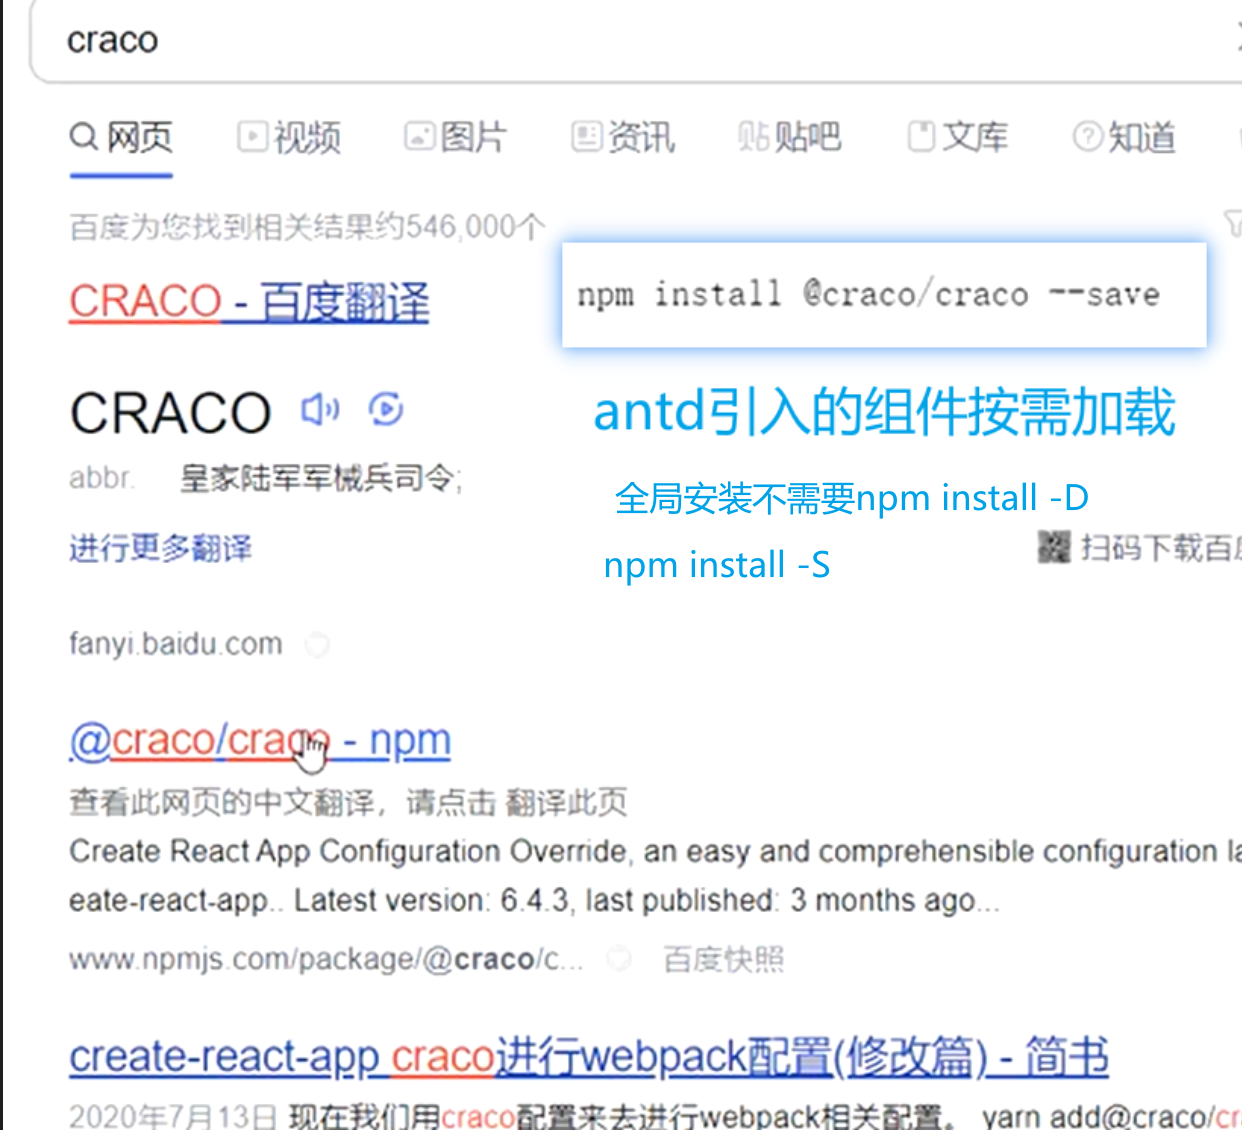 craco
网页 视频 图片 资讯 贴吧 文库 知道
百度为您找到相关结果约546,000个
CRACO - 百度翻译
npm install @craco/craco --save
CRACO
antd引入的组件按需加载
abbr. 皇家陆军军械兵司令;
全局安装不需要npm install -D
进行更多翻译
扫码下载百度
npm install -S
fanyi.baidu.com
@craco/craco - npm
查看此网页的中文翻译，请点击 翻译此页
Create React App Configuration Override, an easy and comprehensible configuration la
eate-react-app.. Latest version: 6.4.3, last published: 3 months ago...
www.npmjs.com/package/@craco/c... 百度快照
create-react-app craco进行webpack配置(修改篇) - 简书
2020年7月13日 现在我们用craco配置来去进行webpack相关配置。 yarn add@craco/cr